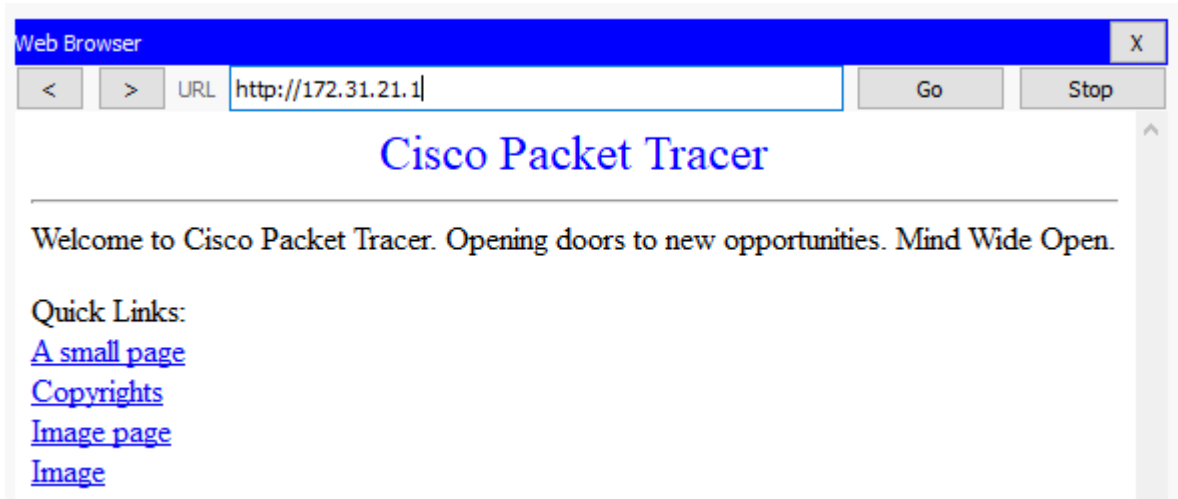 Web Browser X
< > URL http://172.31.21.1 Go Stop
Cisco Packet Tracer
Welcome to Cisco Packet Tracer. Opening doors to new opportunities. Mind Wide Open.
Quick Links:
A small page
Copyrights
Image page
Image